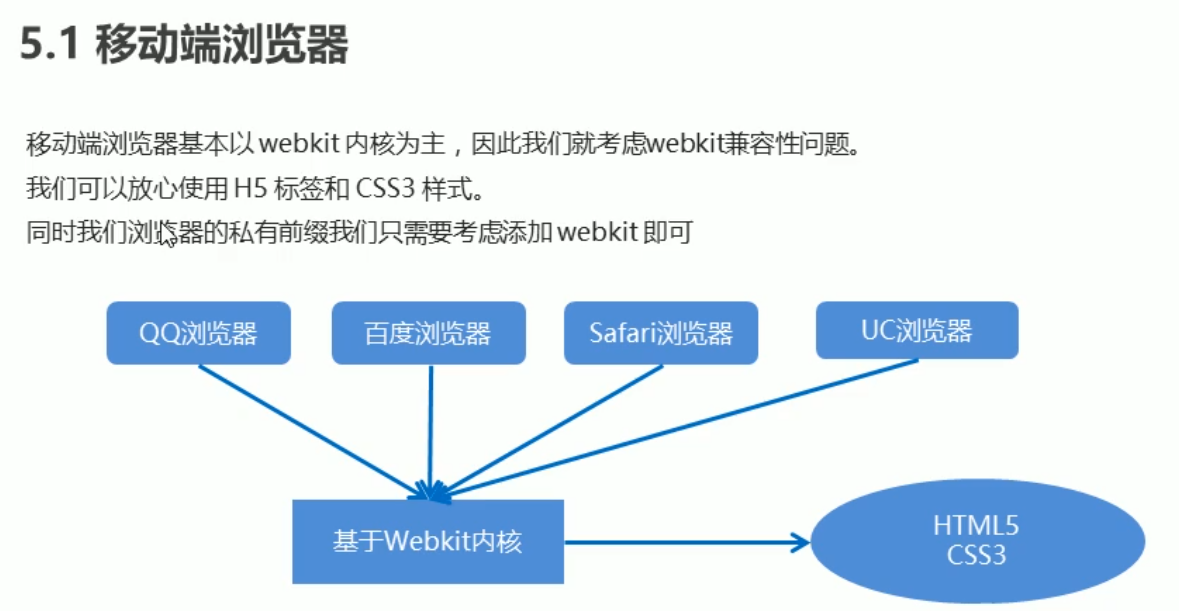 5.1 移动端浏览器
移动端浏览器基本以 webkit 内核为主，因此我们就考虑webkit兼容性问题。
我们可以放心使用 H5 标签和 CSS3 样式。
同时我们浏览器的私有前缀我们只需要考虑添加 webkit 即可
QQ浏览器
百度浏览器
Safari浏览器
UC浏览器
基于Webkit内核
HTML5
CSS3